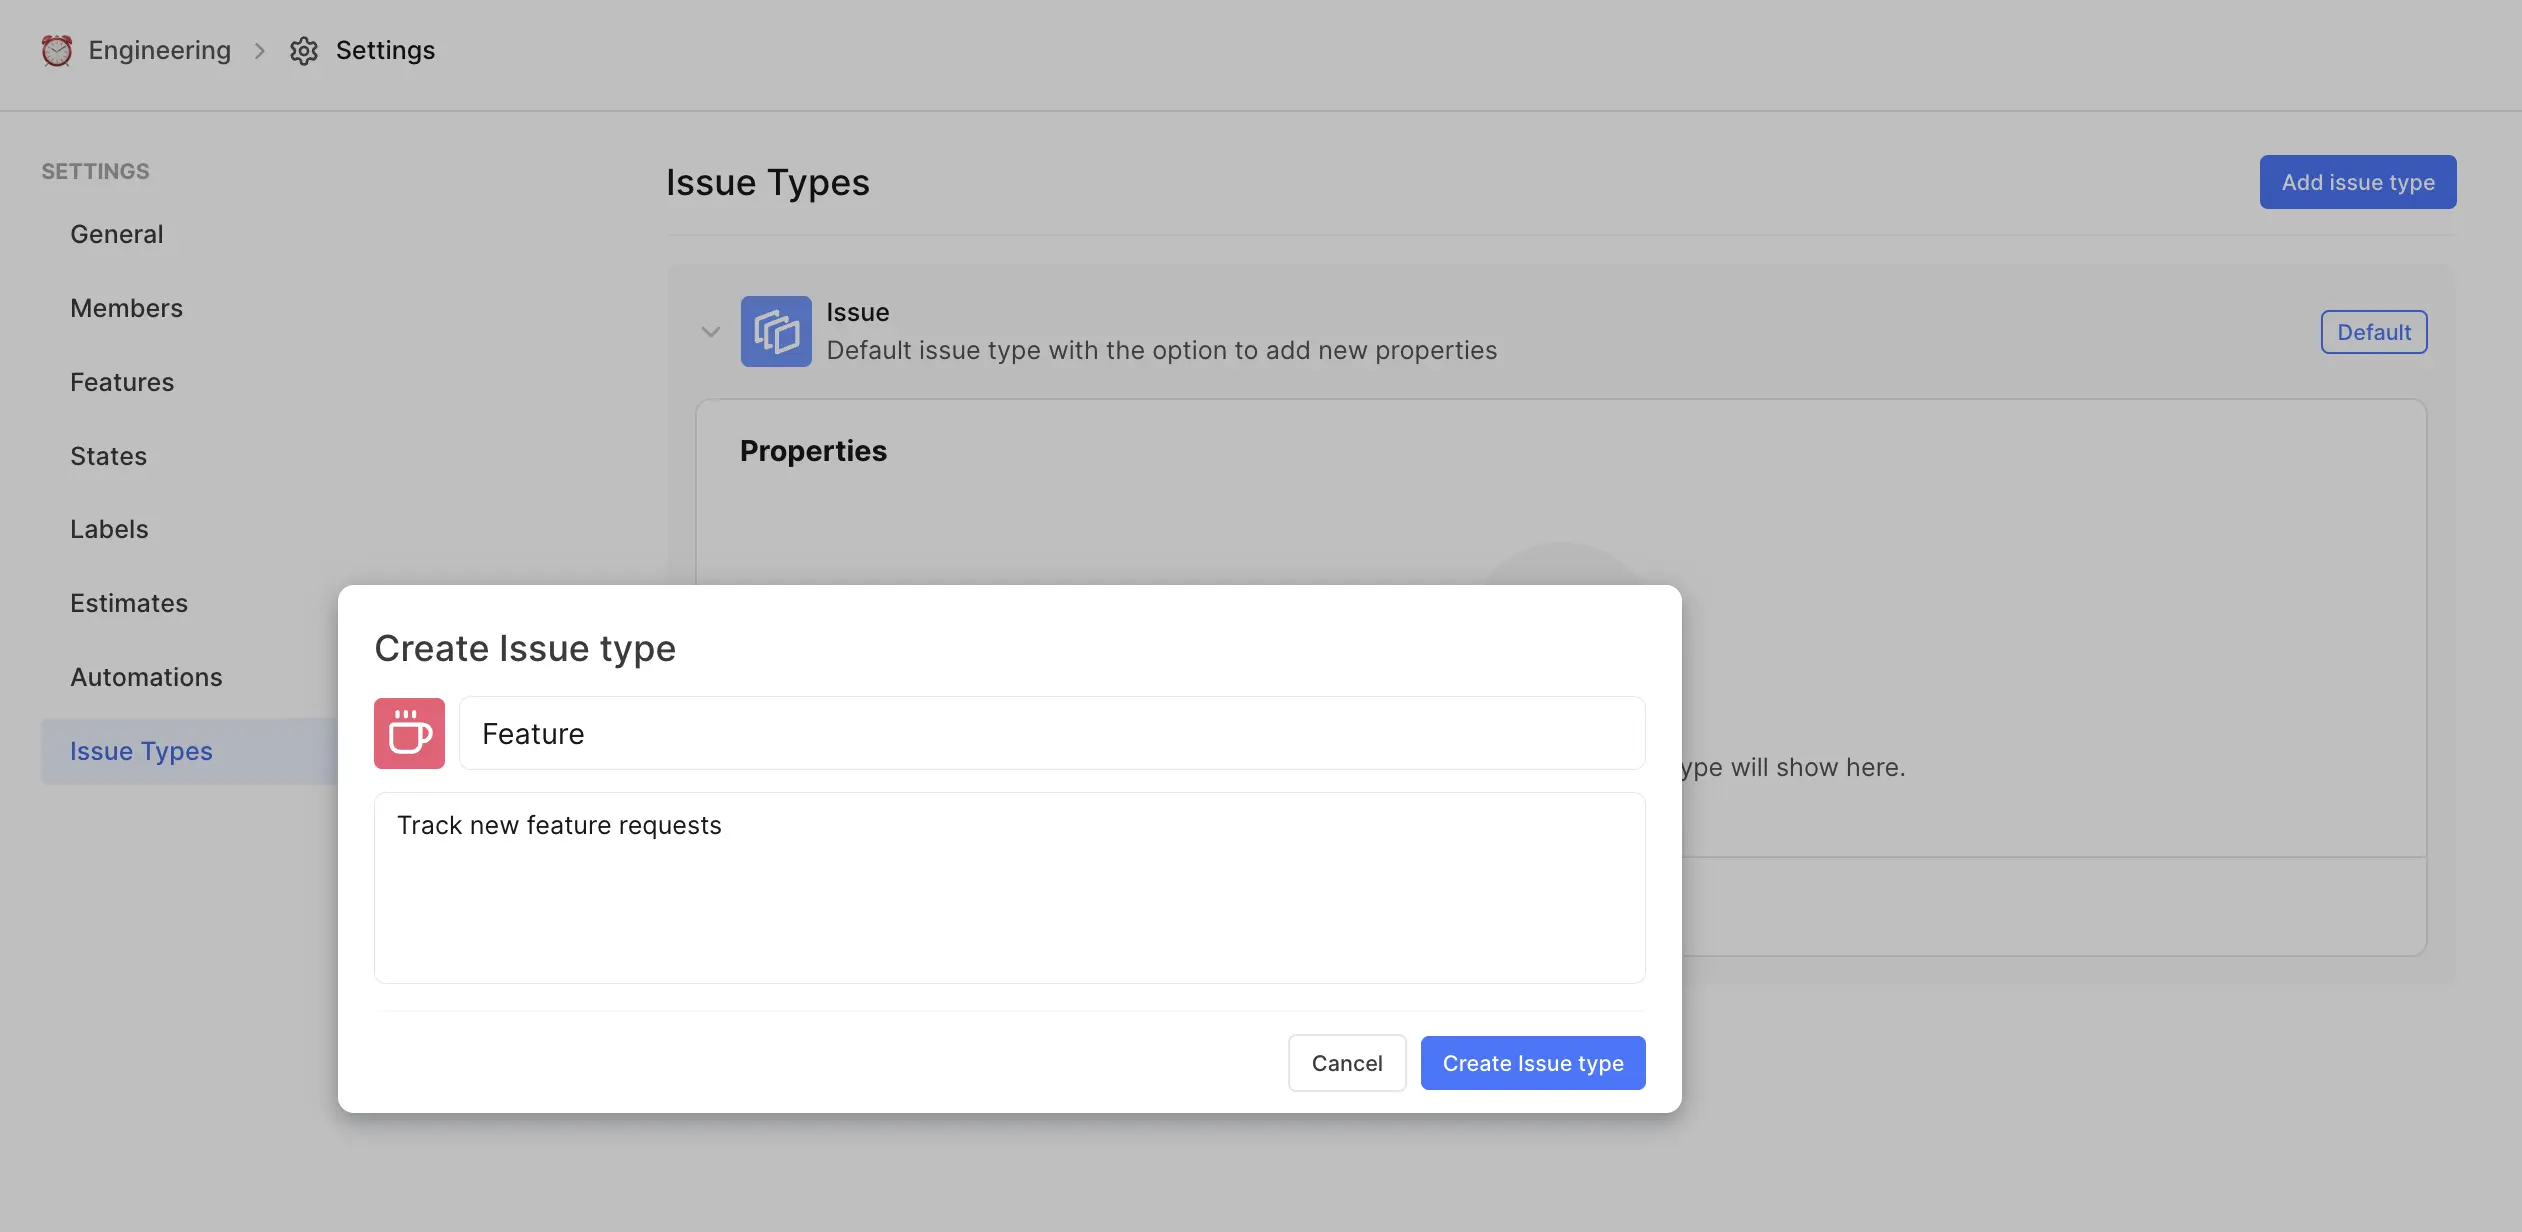 Engineering
Settings
SETTINGS
General
Members
Features
States
Labels
Estimates
Automations
Issue Types
Issue Types
Add issue type
Issue
Default issue type with the option to add new properties
Default
Properties
ype will show here.
Create Issue type
Feature
Track new feature requests
Cancel
Create Issue type